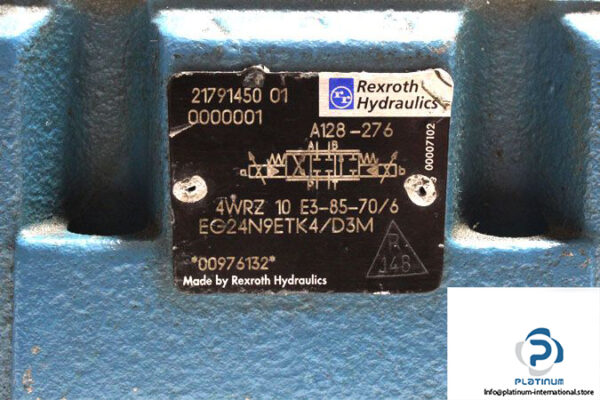 21791450 01
0000001
rr
Rexroth
Hydraulics
A128-276
A B
00007102
4WRZ 10 E3-85-70/6
EG24N9ETK4/D3M
R
148
*00976132*
Made by Rexroth Hydraulics
P
PLATINUM
Info@platinum-international.store